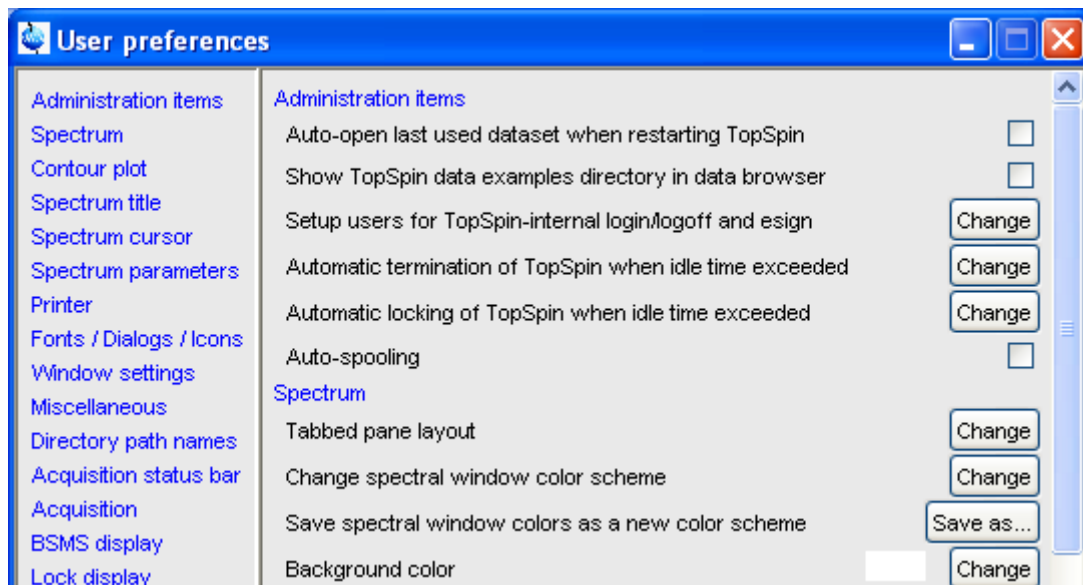 User preferences
Administration items
Spectrum
Contour plot
Spectrum title
Spectrum cursor
Spectrum parameters
Printer
Fonts / Dialogs / Icons
Window settings
Miscellaneous
Directory path names
Acquisition status bar
Acquisition
BSMS display
Lock display
Administration items
Auto-open last used dataset when restarting TopSpin
Show TopSpin data examples directory in data browser
Setup users for TopSpin-internal login/logoff and esign Change
Automatic termination of TopSpin when idle time exceeded Change
Automatic locking of TopSpin when idle time exceeded Change
Auto-spooling
Spectrum
Tabbed pane layout Change
Change spectral window color scheme Change
Save spectral window colors as a new color scheme Save as...
Background color Change